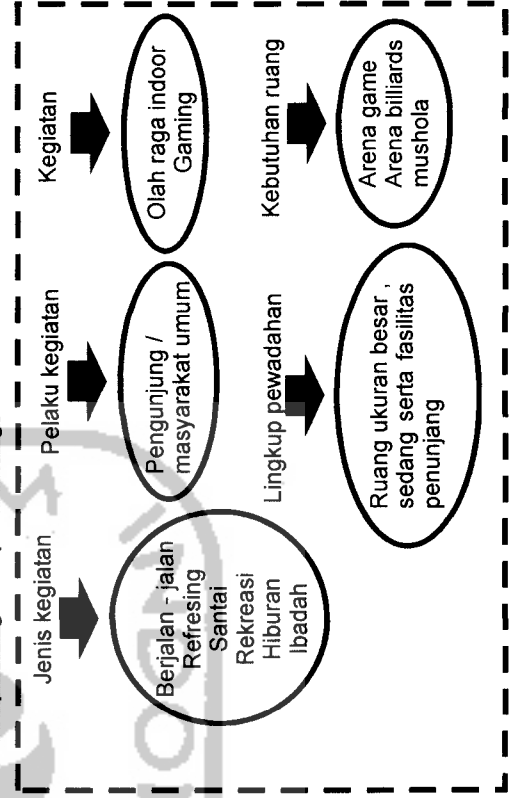 Jenis kegiatan
Berjalan - jalan
Refresing
Santai
Rekreasi
Hiburan
Ibadah
Pelaku kegiatan
Pengunjung /
masyarakat umum
Kegiatan
Olah raga indoor
Gaming
Lingkup pewadahan
Ruang ukuran besar ,
sedang serta fasilitas
penunjang
Kebutuhan ruang
Arena game
Arena billiards
mushola